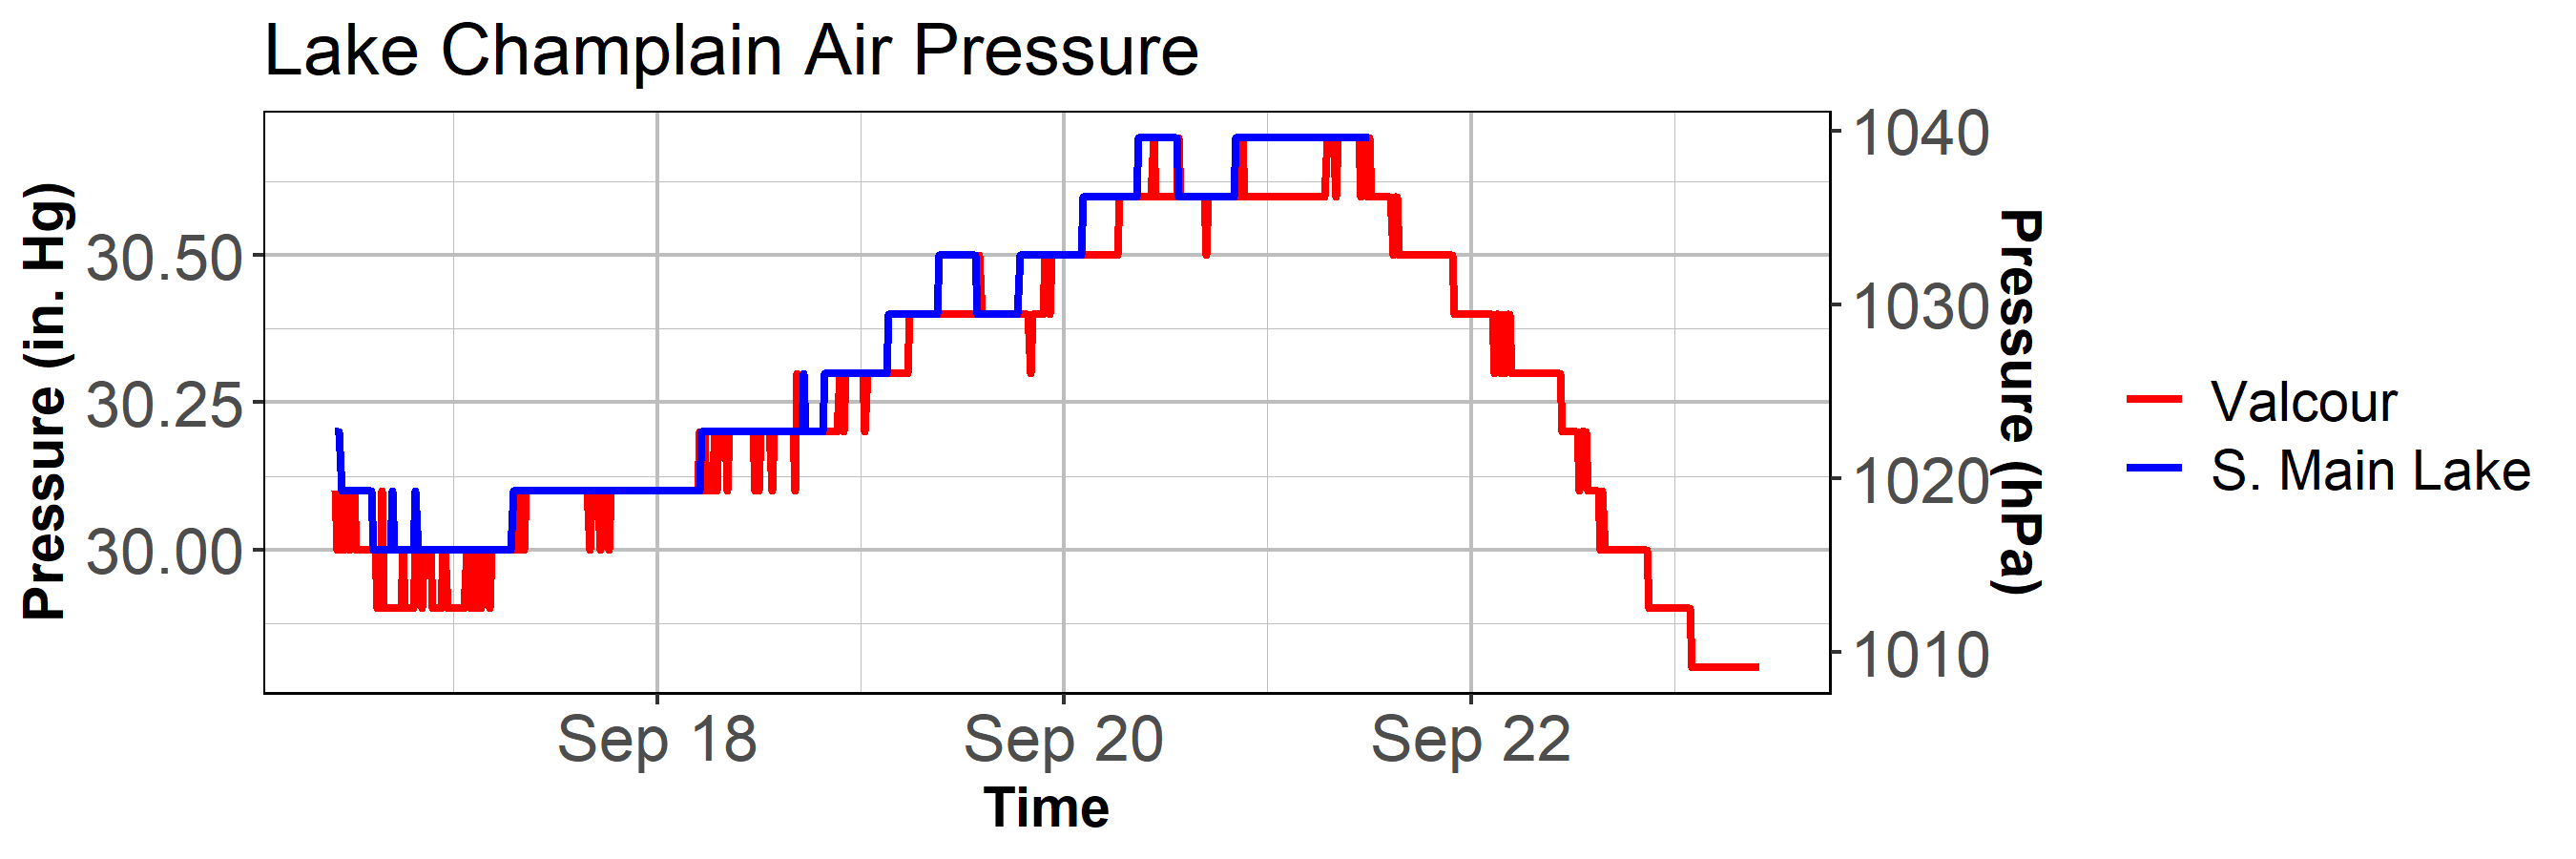 Lake Champlain Air Pressure
Pressure (in. Hg)
30.50
30.25
30.00
1040
1030
1020
1010
Pressure (hPa)
Sep 18
Sep 20
Sep 22
Time
Valcour
S. Main Lake